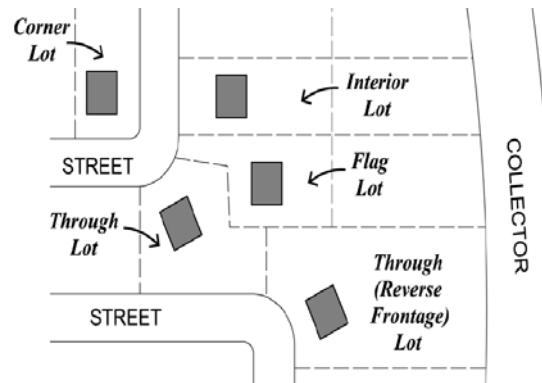 Corner
Lot
Interior
Lot
STREET
Flag
Lot
COLLECTOR
Through
Lot
Through
(Reverse
Frontage)
Lot
STREET